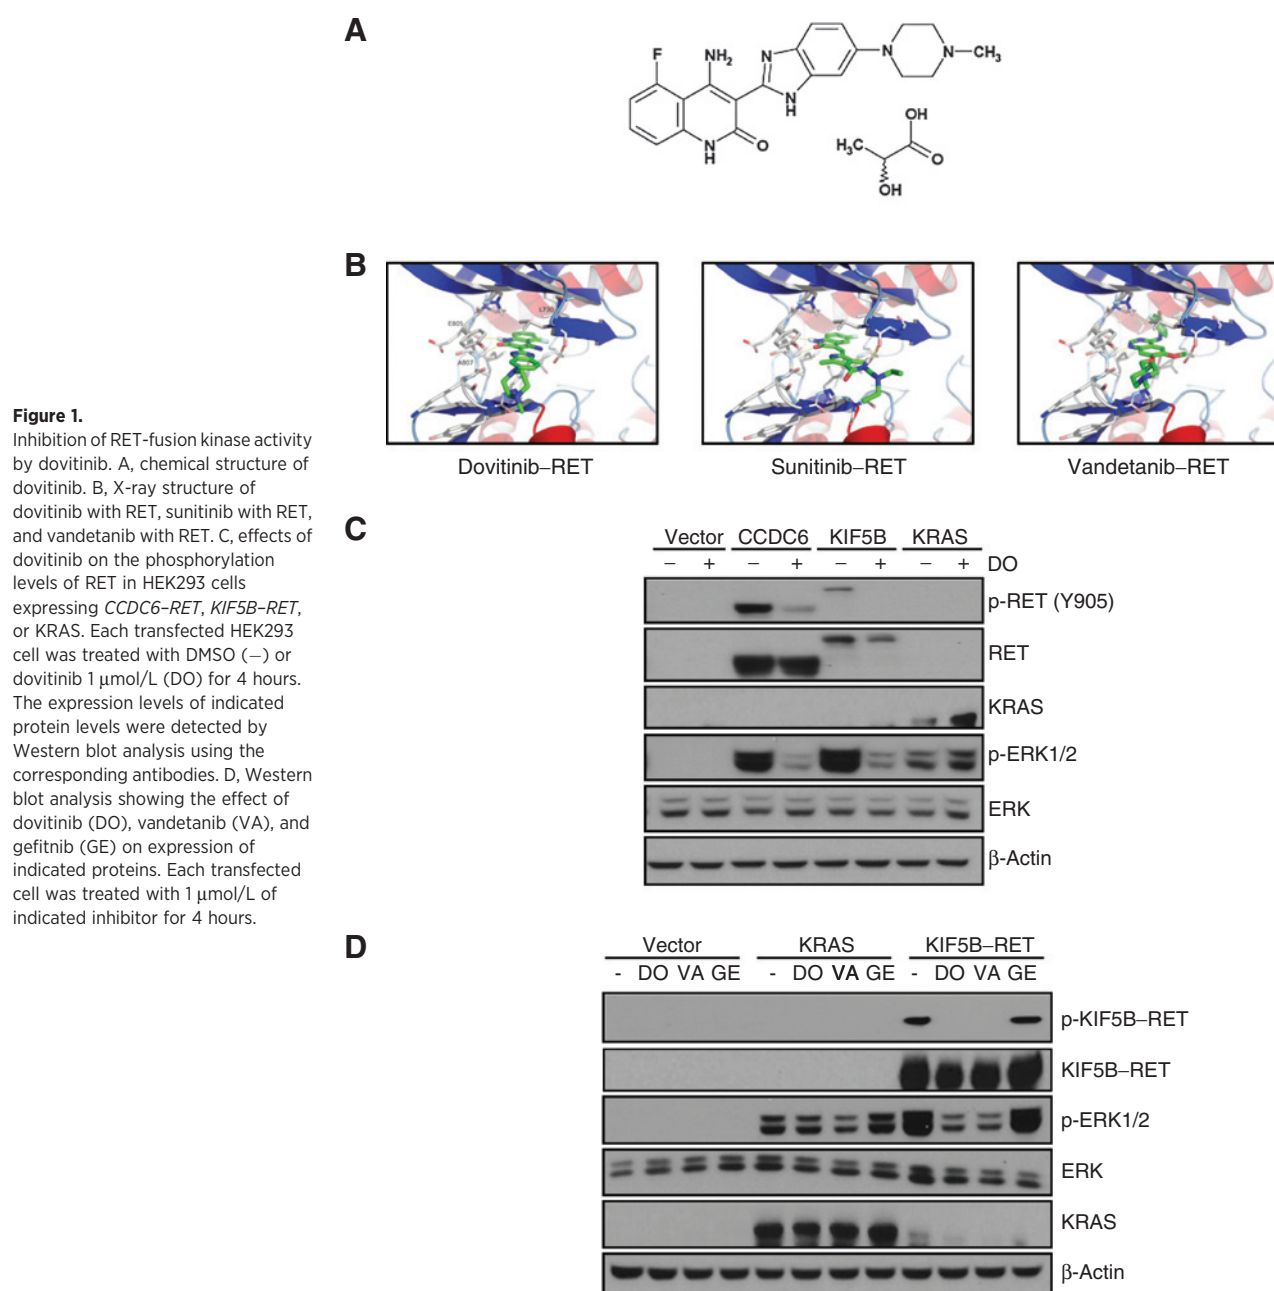 A
F
NH2
N
N
N
CH3
N
H
N
H
O
OH
H3C
O
OH
B
E805
L730
A807
Dovitinib–RET
Sunitinib–RET
Vandetanib–RET
Figure 1.
Inhibition of RET-fusion kinase activity
by dovitinib. A, chemical structure of
dovitinib. B, X-ray structure of
dovitinib with RET, sunitinib with RET,
and vandetanib with RET. C, effects of
dovitinib on the phosphorylation
levels of RET in HEK293 cells
expressing CCDC6–RET, KIF5B–RET,
or KRAS. Each transfected HEK293
cell was treated with DMSO (−) or
dovitinib 1 μmol/L (DO) for 4 hours.
The expression levels of indicated
protein levels were detected by
Western blot analysis using the
corresponding antibodies. D, Western
blot analysis showing the effect of
dovitinib (DO), vandetanib (VA), and
gefitnib (GE) on expression of
indicated proteins. Each transfected
cell was treated with 1 μmol/L of
indicated inhibitor for 4 hours.
C
Vector CCDC6 KIF5B KRAS
− + − + − + − + DO
p-RET (Y905)
RET
KRAS
p-ERK1/2
ERK
β-Actin
D
Vector KRAS KIF5B–RET
- DO VA GE - DO VA GE - DO VA GE
p-KIF5B–RET
KIF5B–RET
p-ERK1/2
ERK
KRAS
β-Actin